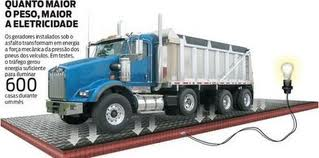 QUANTO MAIOR
O PESO, MAIOR
A ELETRICIDADE
Os geradores instalados sob o
asfalto transformam em energia
a força mecânica da pressão dos
pneus dos veículos. Em testes,
o tráfego gerou
energia suficiente
para iluminar
600
casas durante
um mês